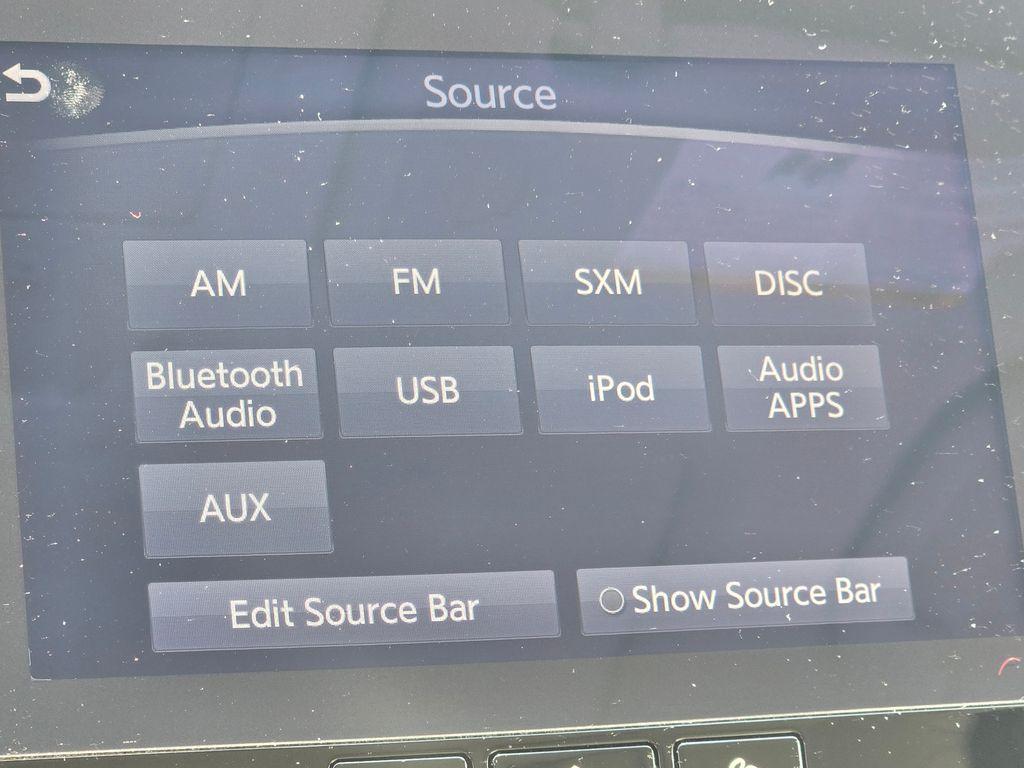 Source
AM
FM
SXM
DISC
Bluetooth
Audio
USB
iPod
Audio
APPS
AUX
Edit Source Bar
Show Source Bar